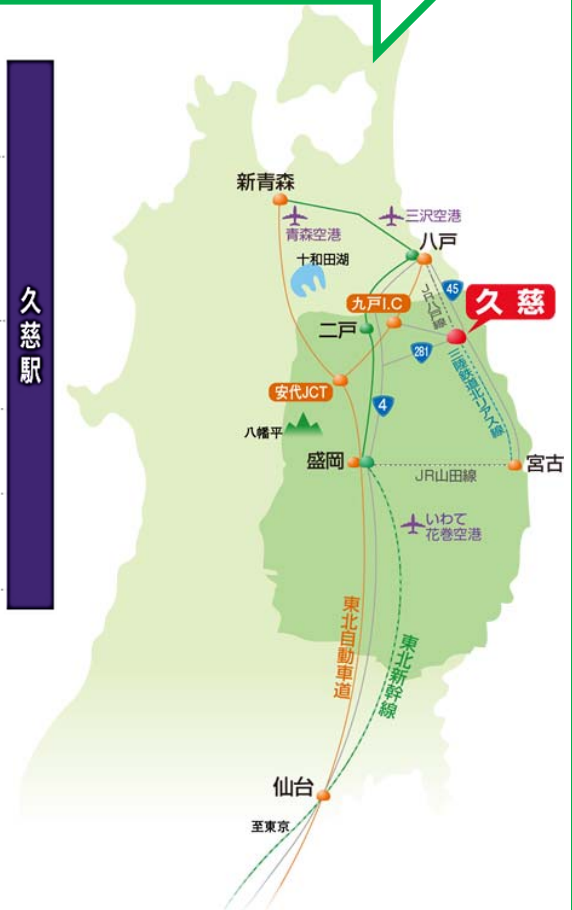 久慈駅
新青森
青森空港
三沢空港
八戸
十和田湖
九戸I.C
JR八戸線
45
久慈
二戸
281
三陸鉄道北リアス線
安代JCT
4
八幡平
盛岡
JR山田線
宮古
いわて
花巻空港
東北自動車道
東北新幹線
仙台
至東京